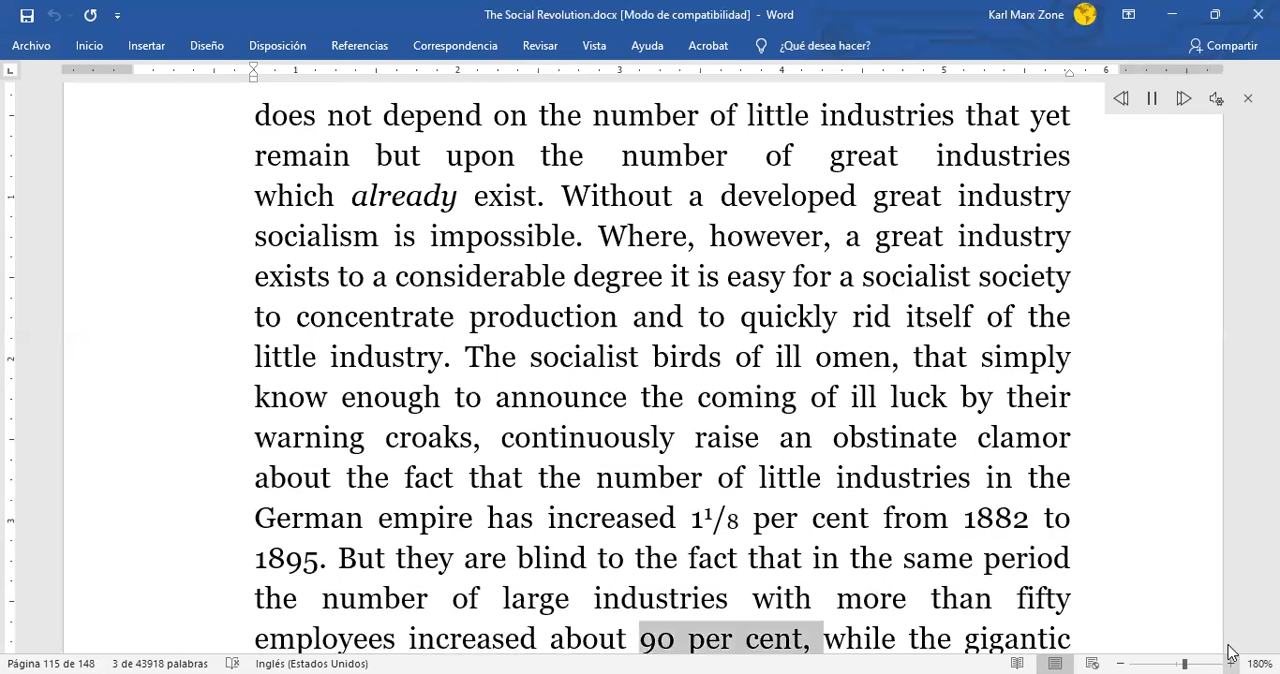 The Social Revolution.docx [Modo de compatibilidad] - Word
Karl Marx Zone
Archivo Inicio Insertar Diseño Disposición Referencias Correspondencia Revisar Vista Ayuda Acrobat ¿Qué desea hacer? Compartir
1 2 3 4 5 6
does not depend on the number of little industries that yet
remain but upon the number of great industries
which already exist. Without a developed great industry
socialism is impossible. Where, however, a great industry
exists to a considerable degree it is easy for a socialist society
to concentrate production and to quickly rid itself of the
little industry. The socialist birds of ill omen, that simply
know enough to announce the coming of ill luck by their
warning croaks, continuously raise an obstinate clamor
about the fact that the number of little industries in the
German empire has increased 1¹/8 per cent from 1882 to
1895. But they are blind to the fact that in the same period
the number of large industries with more than fifty
employees increased about 90 per cent, while the gigantic
1
2
3
Página 115 de 148 3 de 43918 palabras Inglés (Estados Unidos) 180%